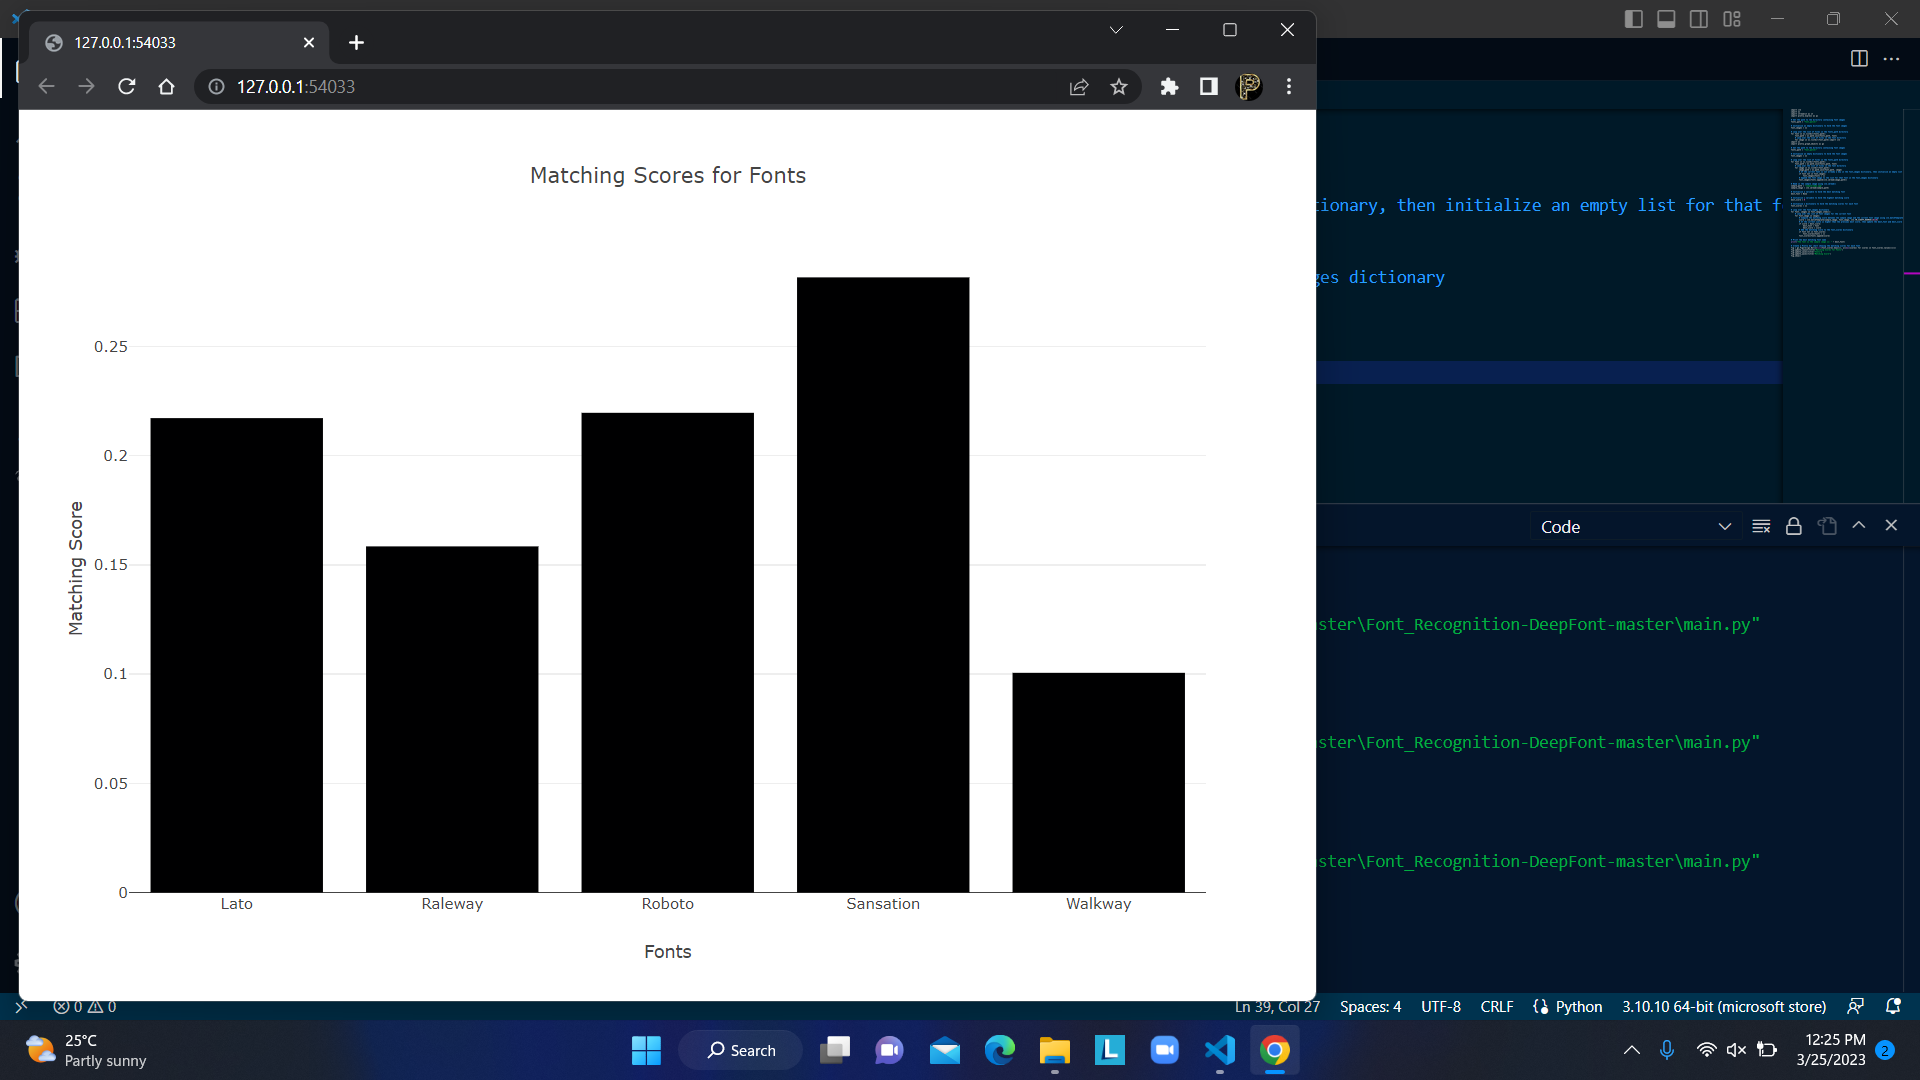 127.0.0.1:54033
127.0.0.1:54033
Matching Scores for Fonts
Matching Score
0.25
0.2
0.15
0.1
0.05
0
Lato Raleway Roboto Sansation Walkway
Fonts
tionary, then initialize an empty list for that f
ges dictionary
Code
ster\Font_Recognition-DeepFont-master\main.py"
ster\Font_Recognition-DeepFont-master\main.py"
ster\Font_Recognition-DeepFont-master\main.py"
0 0 Ln 39, Col 27 Spaces: 4 UTF-8 CRLF Python 3.10.10 64-bit (microsoft store)
25°C
Partly sunny
Search
12:25 PM
3/25/2023
2